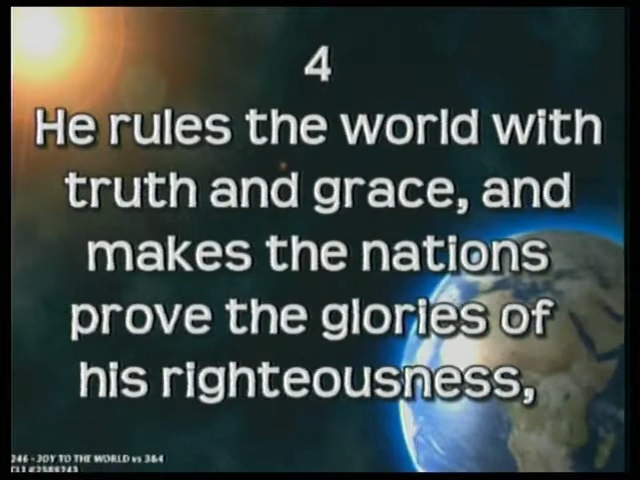 4
He rules the world with
truth and grace, and
makes the nations
prove the glories of
his righteousness,
246 - JOY TO THE WORLD vs 3&4